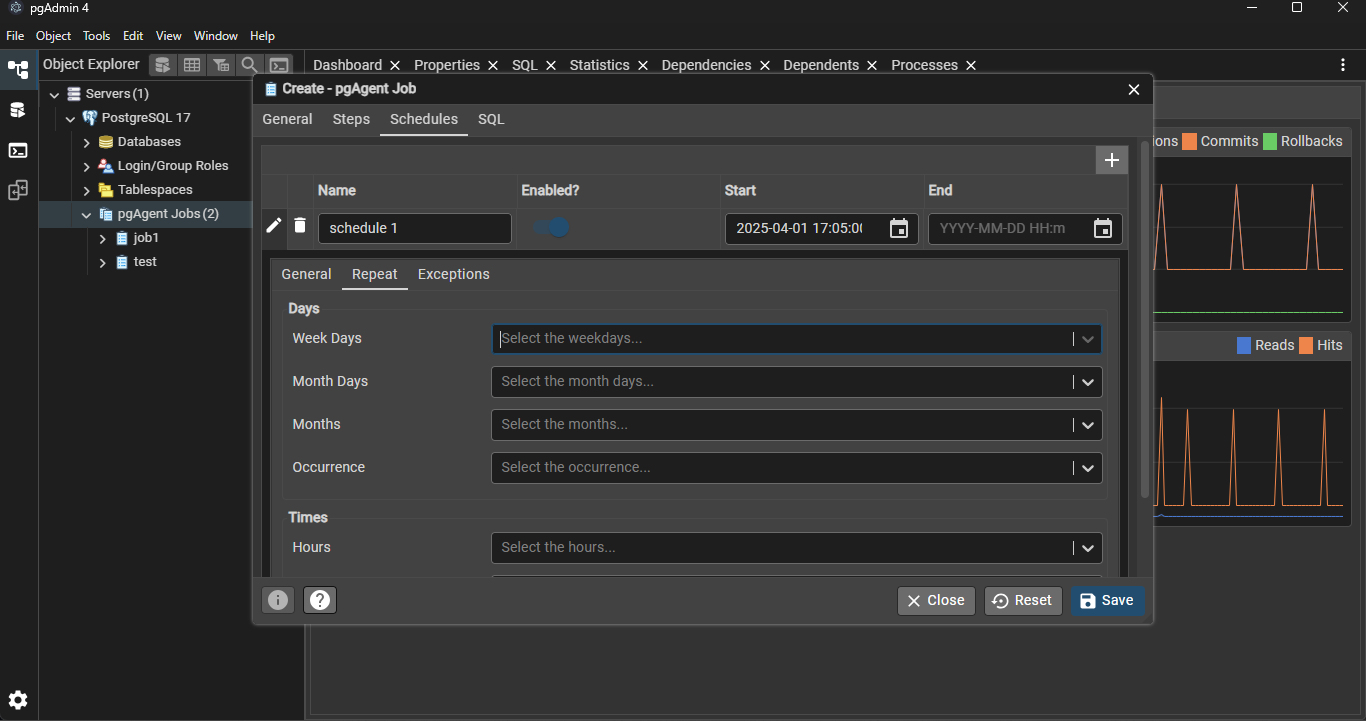 pgAdmin 4
File Object Tools Edit View Window Help
Object Explorer
Dashboard Properties SQL Statistics Dependencies Dependents Processes
Servers (1)
PostgreSQL 17
Databases
Login/Group Roles
Tablespaces
pgAgent Jobs (2)
job1
test
Create - pgAgent Job
General Steps Schedules SQL
Name Enabled? Start End
schedule 1 2025-04-01 17:05:0 YYYY-MM-DD HH:m
General Repeat Exceptions
Days
Week Days Select the weekdays...
Month Days Select the month days...
Months Select the months...
Occurrence Select the occurrence...
Times
Hours Select the hours...
Close Reset Save
ions Commits Rollbacks
Reads Hits